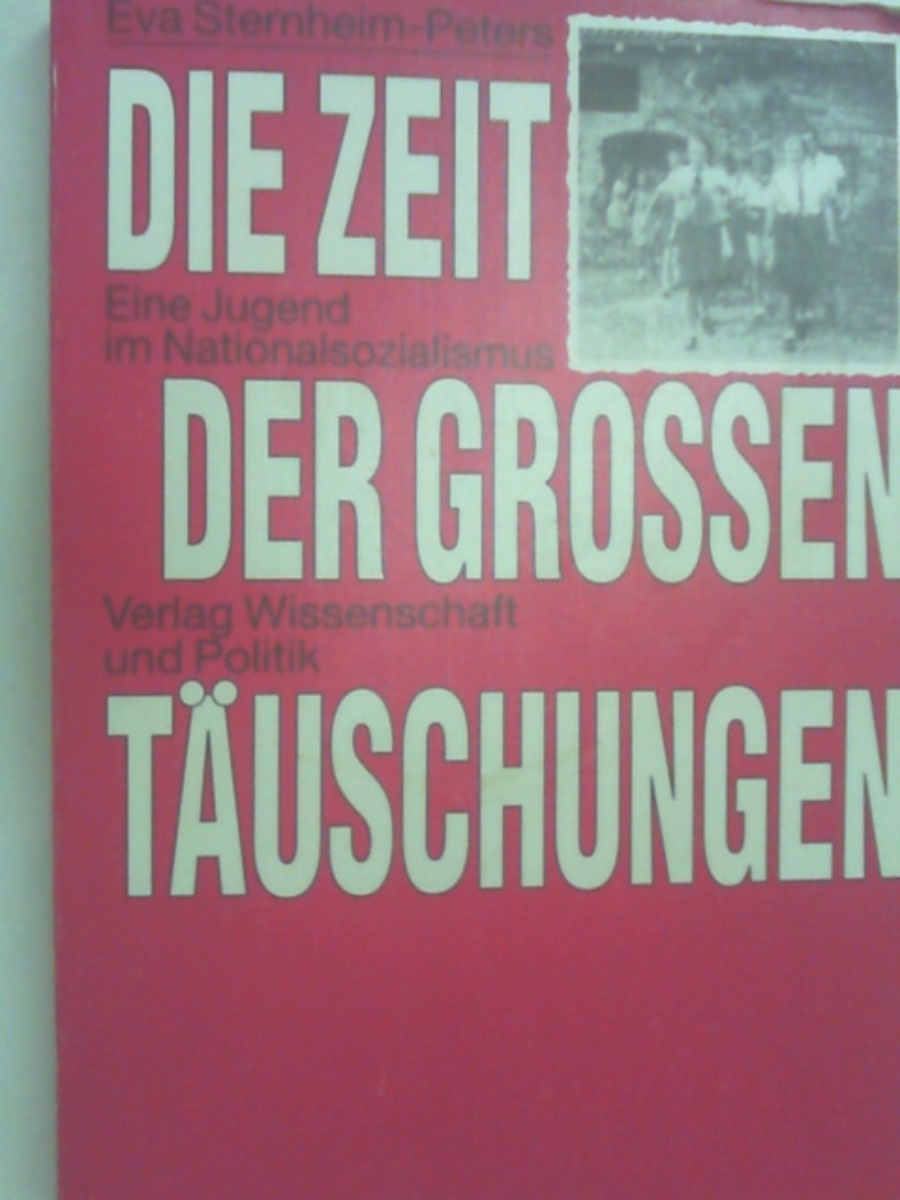 Eva Sternheim-Peters
DIE ZEIT
Eine Jugend
im Nationalsozialismus
DER GROSSEN
Verlag Wissenschaft
und Politik
TÄUSCHUNGEN